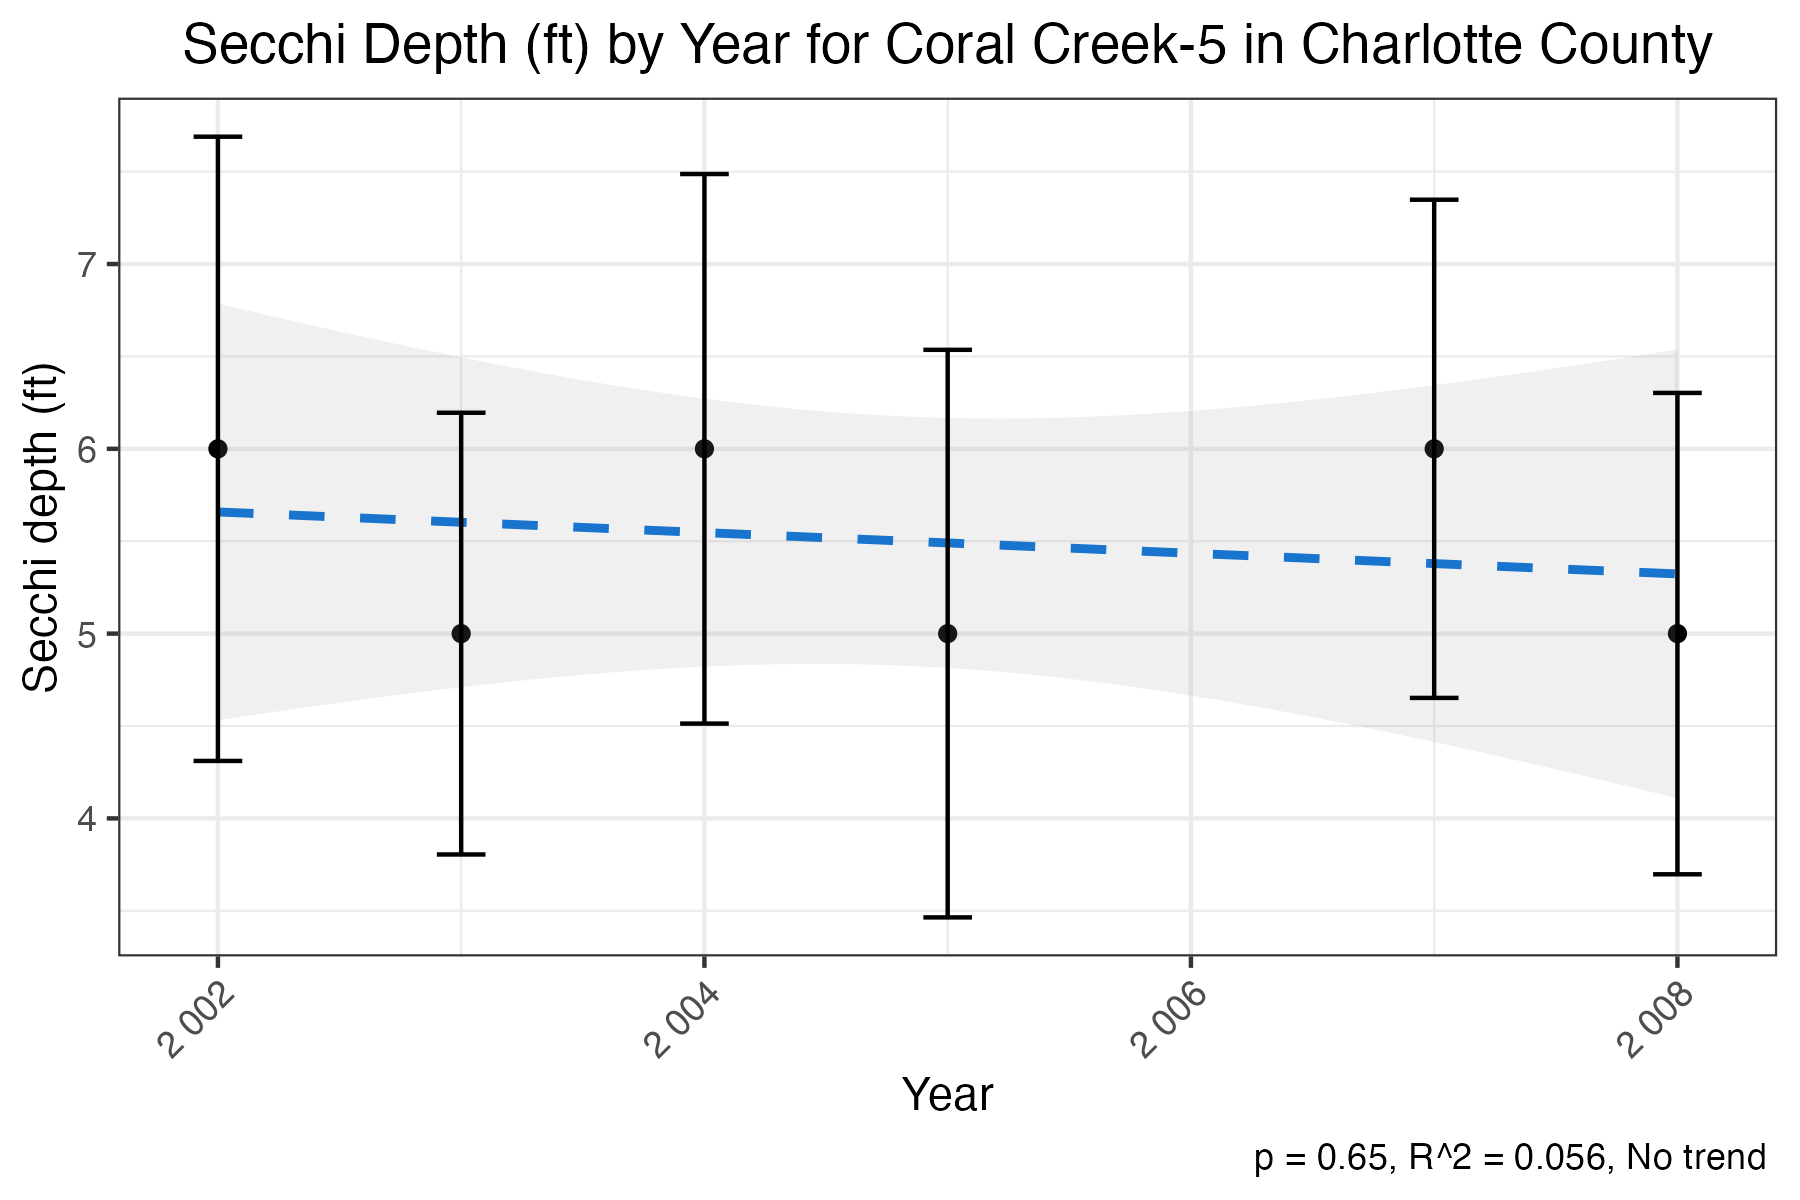 Secchi Depth (ft) by Year for Coral Creek-5 in Charlotte County
Secchi depth (ft)
7
6
5
4
2 002
2 004
2 006
2 008
Year
p = 0.65, R^2 = 0.056, No trend